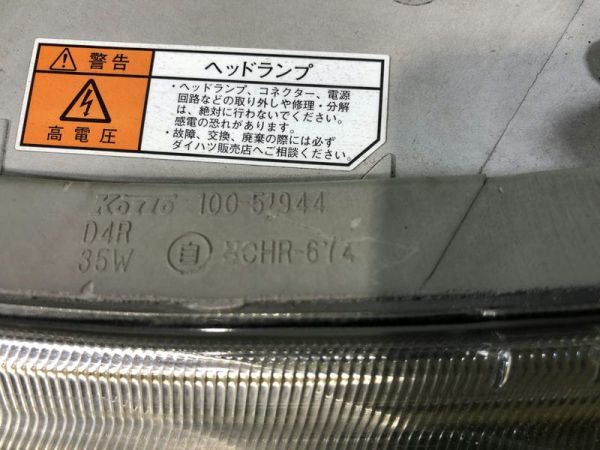 警告
高電圧
ヘッドランプ
・ヘッドランプ、コネクター、電源
回路などの取り外しや修理・分解
は、絶対に行わないでください。
感電の恐れがあります。
・故障、交換、廃棄の際には必ず
ダイハツ販売店へご相談ください。
Koito 100-51944
D4R
35W 自 HCHR-674